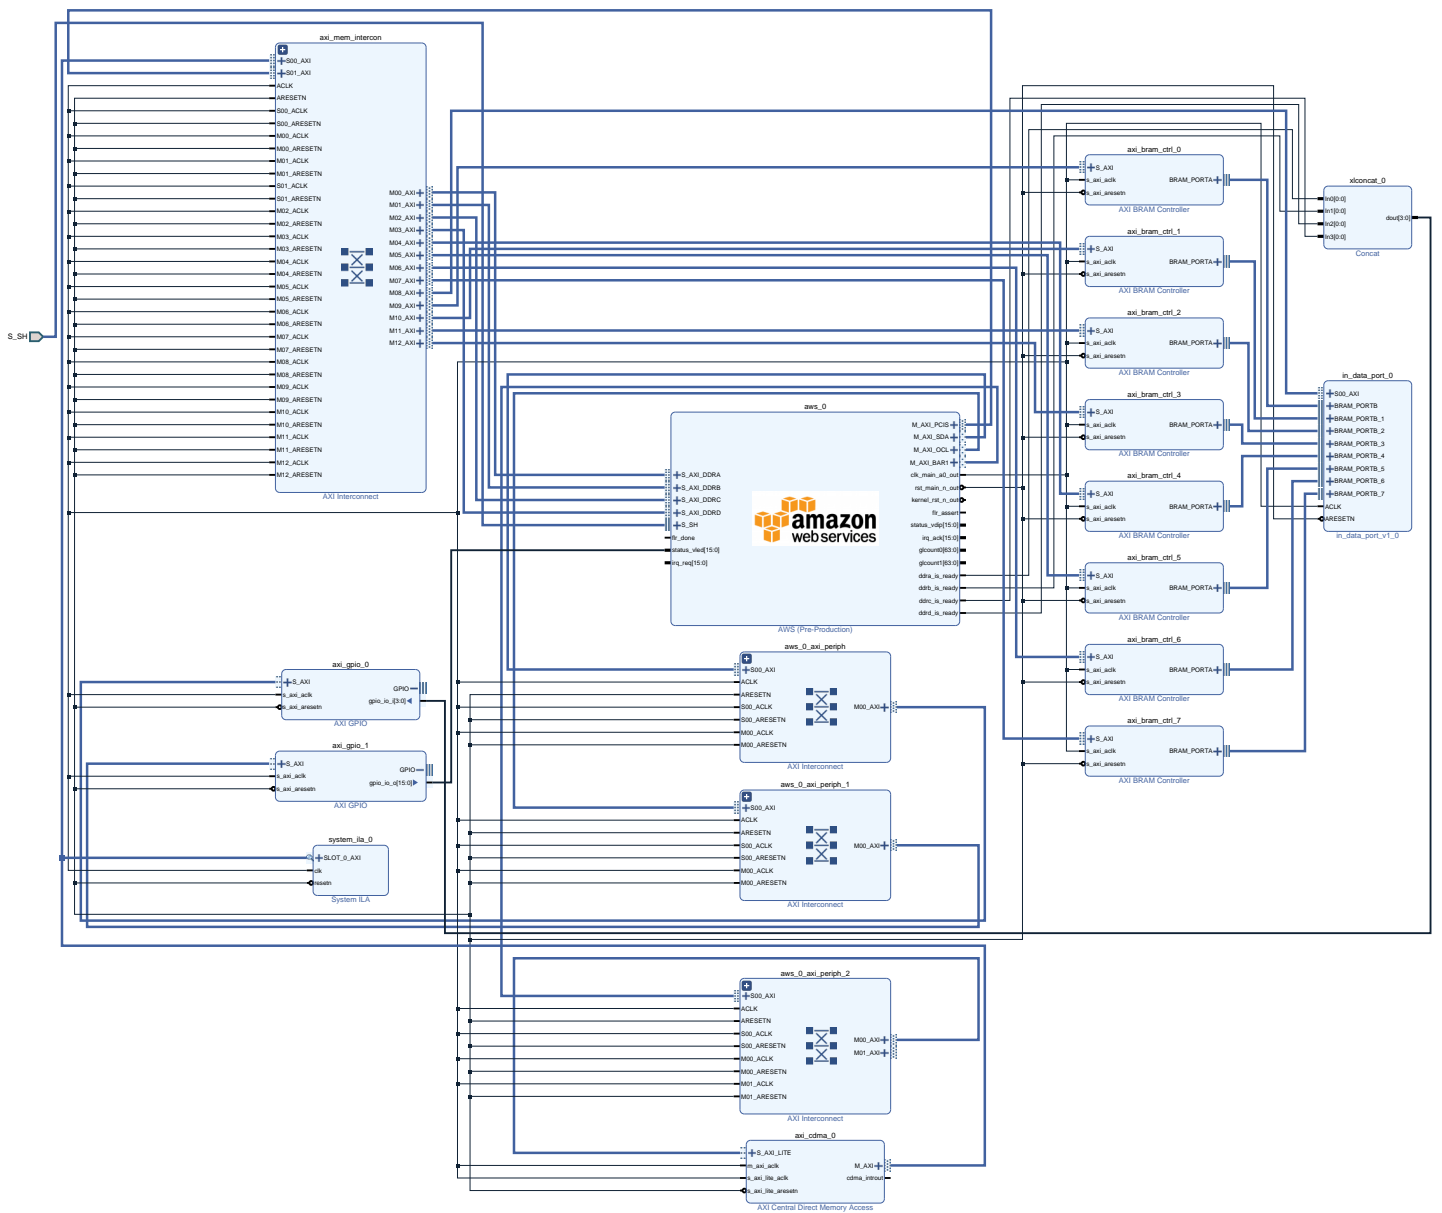 axi_mem_intercon
S00_AXI
S01_AXI
ACLK
ARESETN
S00_ACLK
S00_ARESETN
M00_ACLK
M00_ARESETN
M01_ACLK
M01_ARESETN
S01_ACLK
S01_ARESETN
M02_ACLK
M02_ARESETN
M03_ACLK
M03_ARESETN
M04_ACLK
M04_ARESETN
M05_ACLK
M05_ARESETN
M06_ACLK
M06_ARESETN
M07_ACLK
M07_ARESETN
M08_ACLK
M08_ARESETN
M09_ACLK
M09_ARESETN
M10_ACLK
M10_ARESETN
M11_ACLK
M11_ARESETN
M12_ACLK
M12_ARESETN
M00_AXI
M01_AXI
M02_AXI
M03_AXI
M04_AXI
M05_AXI
M06_AXI
M07_AXI
M08_AXI
M09_AXI
M10_AXI
M11_AXI
M12_AXI
AXI Interconnect
S_SH
axi_gpio_0
S_AXI
s_axi_aclk
s_axi_aresetn
GPIO
gpio_io_i[3:0]
AXI GPIO
axi_gpio_1
S_AXI
s_axi_aclk
s_axi_aresetn
GPIO
gpio_io_o[15:0]
AXI GPIO
system_ila_0
SLOT_0_AXI
clk
resetn
System ILA
aws_0
S_AXI_DDRA
S_AXI_DDRB
S_AXI_DDRC
S_AXI_DDRD
S_SH
flr_done
status_vled[15:0]
irq_req[15:0]
amazon
webservices
M_AXI_PCIS
M_AXI_SDA
M_AXI_OCL
M_AXI_BAR1
clk_main_a0_out
rst_main_n_out
kernel_rst_n_out
flr_assert
status_vdip[15:0]
irq_ack[15:0]
glcount0[63:0]
glcount1[63:0]
ddra_is_ready
ddrb_is_ready
ddrc_is_ready
ddrd_is_ready
AWS (Pre-Production)
aws_0_axi_periph
S00_AXI
ACLK
ARESETN
S00_ACLK
S00_ARESETN
M00_ACLK
M00_ARESETN
M00_AXI
AXI Interconnect
aws_0_axi_periph_1
S00_AXI
ACLK
ARESETN
S00_ACLK
S00_ARESETN
M00_ACLK
M00_ARESETN
M00_AXI
AXI Interconnect
aws_0_axi_periph_2
S00_AXI
ACLK
ARESETN
S00_ACLK
S00_ARESETN
M00_ACLK
M00_ARESETN
M01_ACLK
M01_ARESETN
M00_AXI
M01_AXI
AXI Interconnect
axi_cdma_0
S_AXI_LITE
m_axi_aclk
s_axi_lite_aclk
s_axi_lite_aresetn
M_AXI
cdma_introut
AXI Central Direct Memory Access
axi_bram_ctrl_0
S_AXI
s_axi_aclk
s_axi_aresetn
BRAM_PORTA
AXI BRAM Controller
axi_bram_ctrl_1
S_AXI
s_axi_aclk
s_axi_aresetn
BRAM_PORTA
AXI BRAM Controller
axi_bram_ctrl_2
S_AXI
s_axi_aclk
s_axi_aresetn
BRAM_PORTA
AXI BRAM Controller
axi_bram_ctrl_3
S_AXI
s_axi_aclk
s_axi_aresetn
BRAM_PORTA
AXI BRAM Controller
axi_bram_ctrl_4
S_AXI
s_axi_aclk
s_axi_aresetn
BRAM_PORTA
AXI BRAM Controller
axi_bram_ctrl_5
S_AXI
s_axi_aclk
s_axi_aresetn
BRAM_PORTA
AXI BRAM Controller
axi_bram_ctrl_6
S_AXI
s_axi_aclk
s_axi_aresetn
BRAM_PORTA
AXI BRAM Controller
axi_bram_ctrl_7
S_AXI
s_axi_aclk
s_axi_aresetn
BRAM_PORTA
AXI BRAM Controller
xlconcat_0
In0[0:0]
In1[0:0]
In2[0:0]
In3[0:0]
dout[3:0]
Concat
in_data_port_0
S00_AXI
BRAM_PORTB
BRAM_PORTB_1
BRAM_PORTB_2
BRAM_PORTB_3
BRAM_PORTB_4
BRAM_PORTB_5
BRAM_PORTB_6
BRAM_PORTB_7
ACLK
ARESETN
in_data_port_v1_0